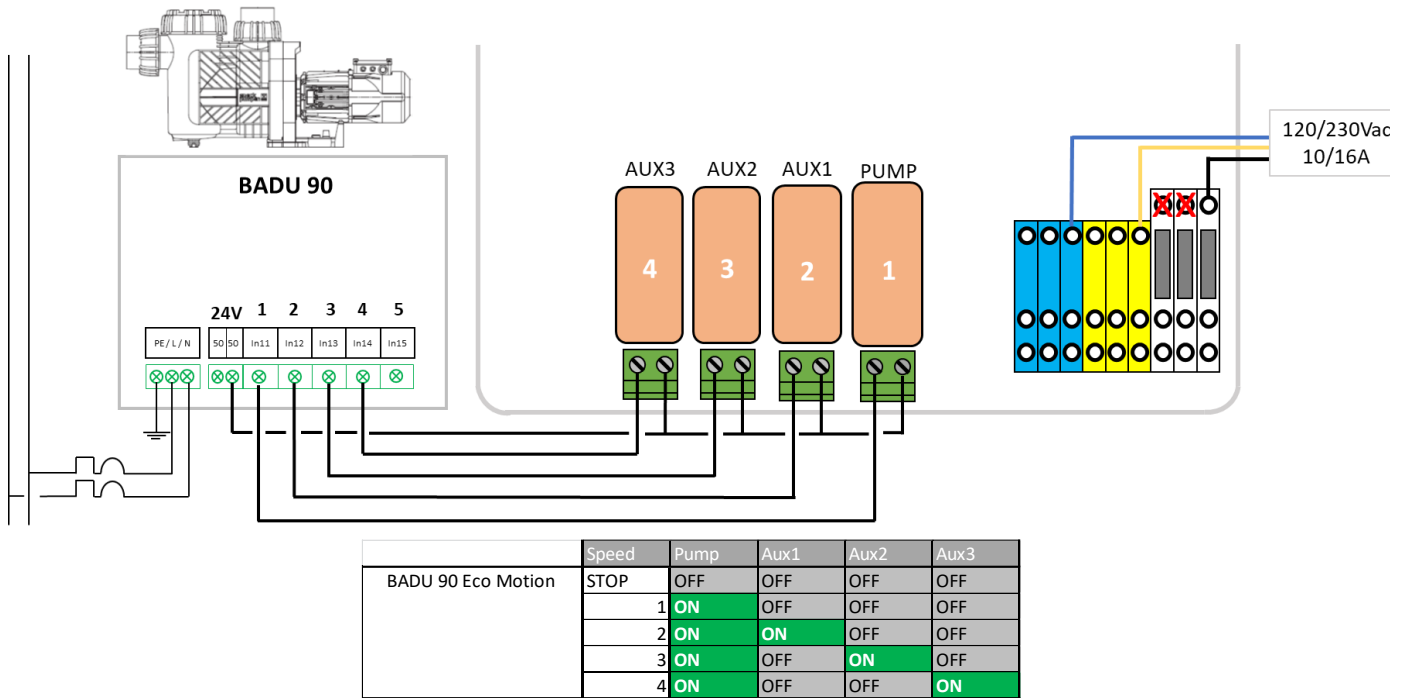 120/230Vac
10/16A
AUX3 AUX2 AUX1 PUMP
BADU 90
4 3 2 1
24V 1 2 3 4 5
PE / L / N 50 50 In11 In12 In13 In14 In15
Speed Pump Aux1 Aux2 Aux3
BADU 90 Eco Motion STOP OFF OFF OFF OFF
1 ON OFF OFF OFF
2 ON ON OFF OFF
3 ON OFF ON OFF
4 ON OFF OFF ON